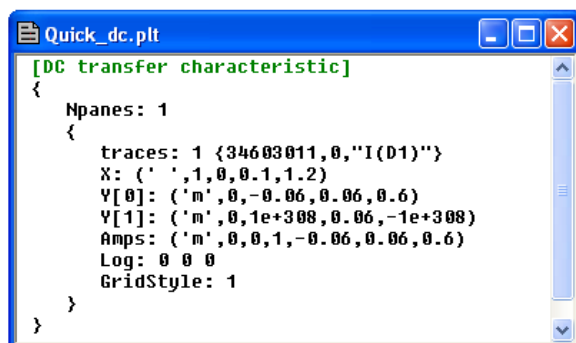 Quick_dc.plt
[DC transfer characteristic]
{
Npanes: 1
{
traces: 1 {34603011,0,"I(D1)"}
X: (' ',1,0,0.1,1.2)
Y[0]: ('m',0,-0.06,0.06,0.6)
Y[1]: ('m',0,1e+308,0.06,-1e+308)
Amps: ('m',0,0,1,-0.06,0.06,0.6)
Log: 0 0 0
GridStyle: 1
}
}